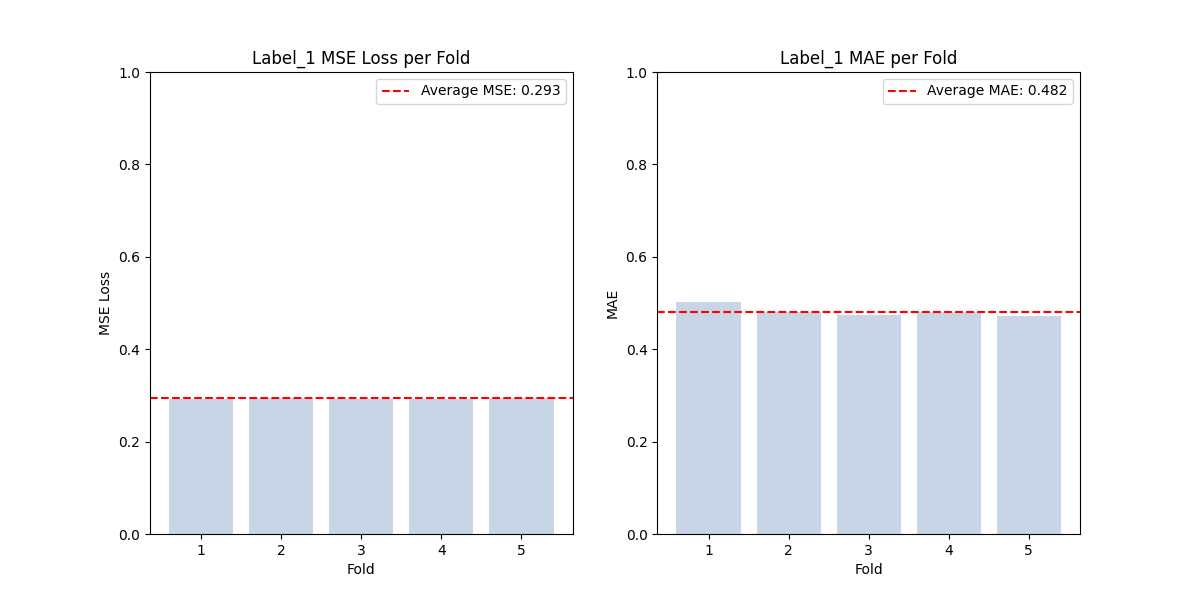 Label_1 MSE Loss per Fold
Average MSE: 0.293
1.0
0.8
0.6
0.4
0.2
0.0
MSE Loss
1 2 3 4 5
Fold
Label_1 MAE per Fold
Average MAE: 0.482
1.0
0.8
0.6
0.4
0.2
0.0
MAE
1 2 3 4 5
Fold